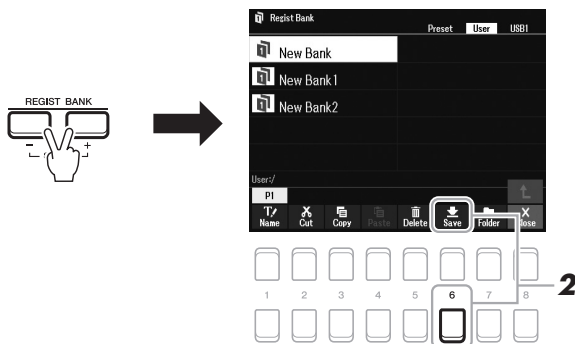 Regist Bank
Preset User USB1
New Bank
New Bank1
New Bank2
REGIST BANK
- +
User:/
P1
Name Cut Copy Paste Delete Save Folder
1 2 3 4 5 6 7 8
2